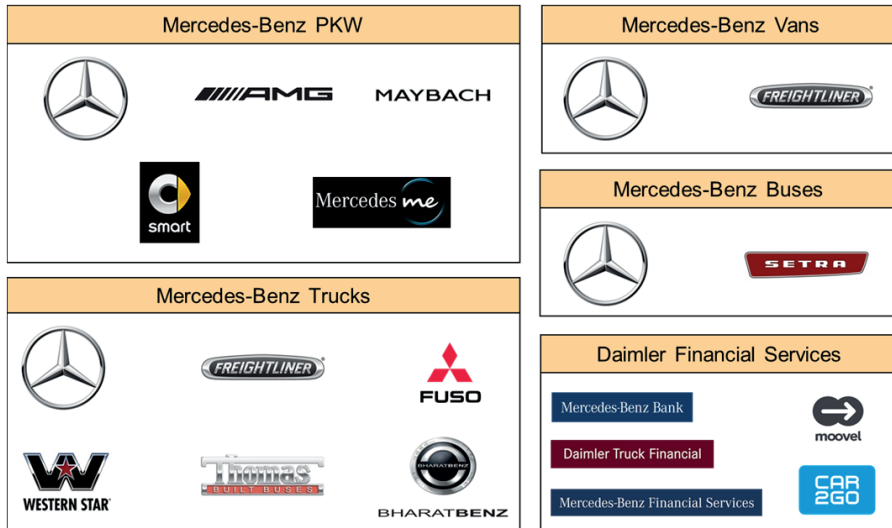 Mercedes-Benz PKW
AMG
MAYBACH
smart
Mercedes me
Mercedes-Benz Vans
FREIGHTLINER
Mercedes-Benz Buses
SETRA
Mercedes-Benz Trucks
FREIGHTLINER
FUSO
WESTERN STAR
Thomas
BUILT BUSES
BHARATBENZ
BHARATBENZ
Daimler Financial Services
Mercedes-Benz Bank
moovel
Daimler Truck Financial
CAR
2GO
Mercedes-Benz Financial Services